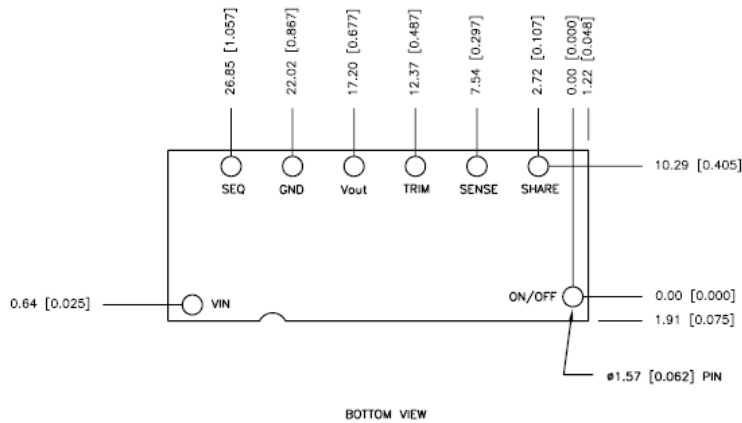 26.85 [1.057]
22.02 [0.867]
17.20 [0.677]
12.37 [0.487]
7.54 [0.297]
2.72 [0.107]
0.00 [0.000]
1.22 [0.048]
10.29 [0.405]
SEQ GND Vout TRIM SENSE SHARE
0.64 [0.025] VIN ON/OFF 0.00 [0.000]
1.91 [0.075]
ø1.57 [0.062] PIN
BOTTOM VIEW